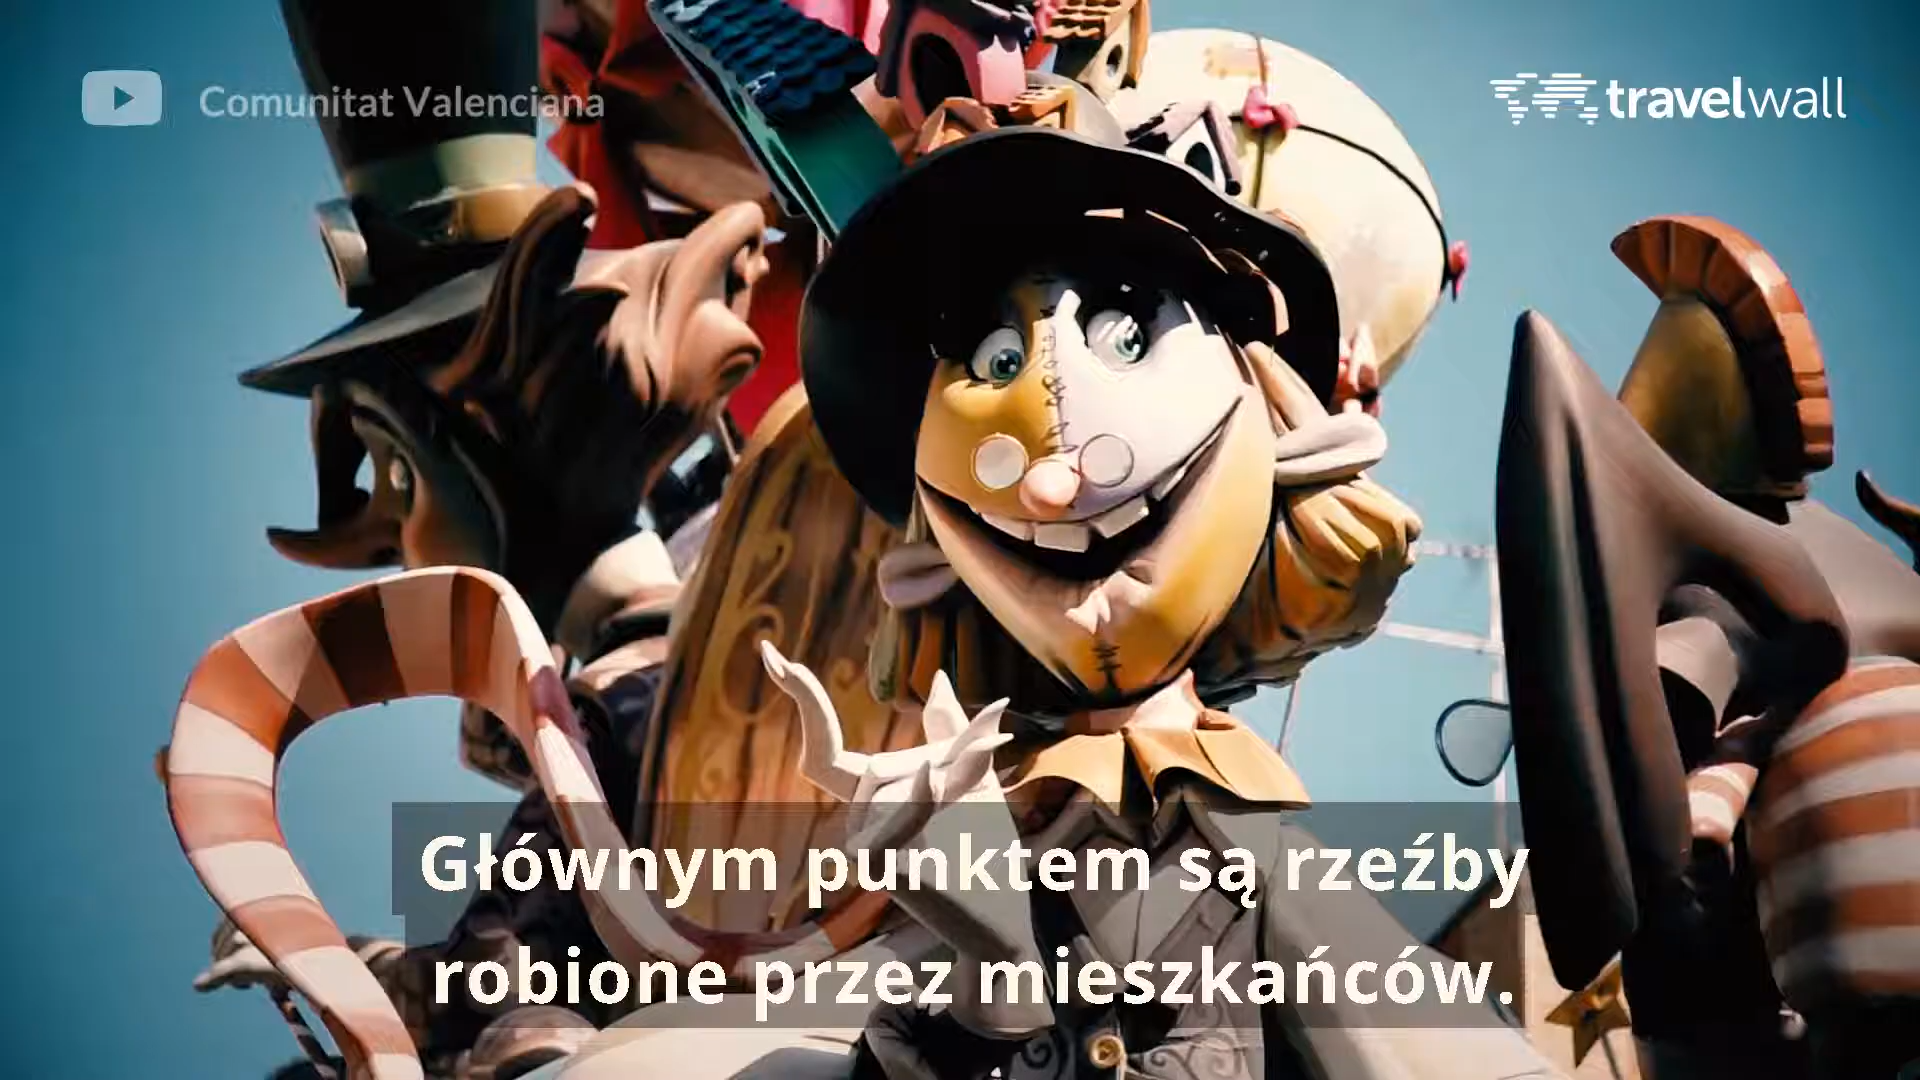 Comunitat Valenciana
travelwall
Głównym punktem są rzeźby
robione przez mieszkańców.